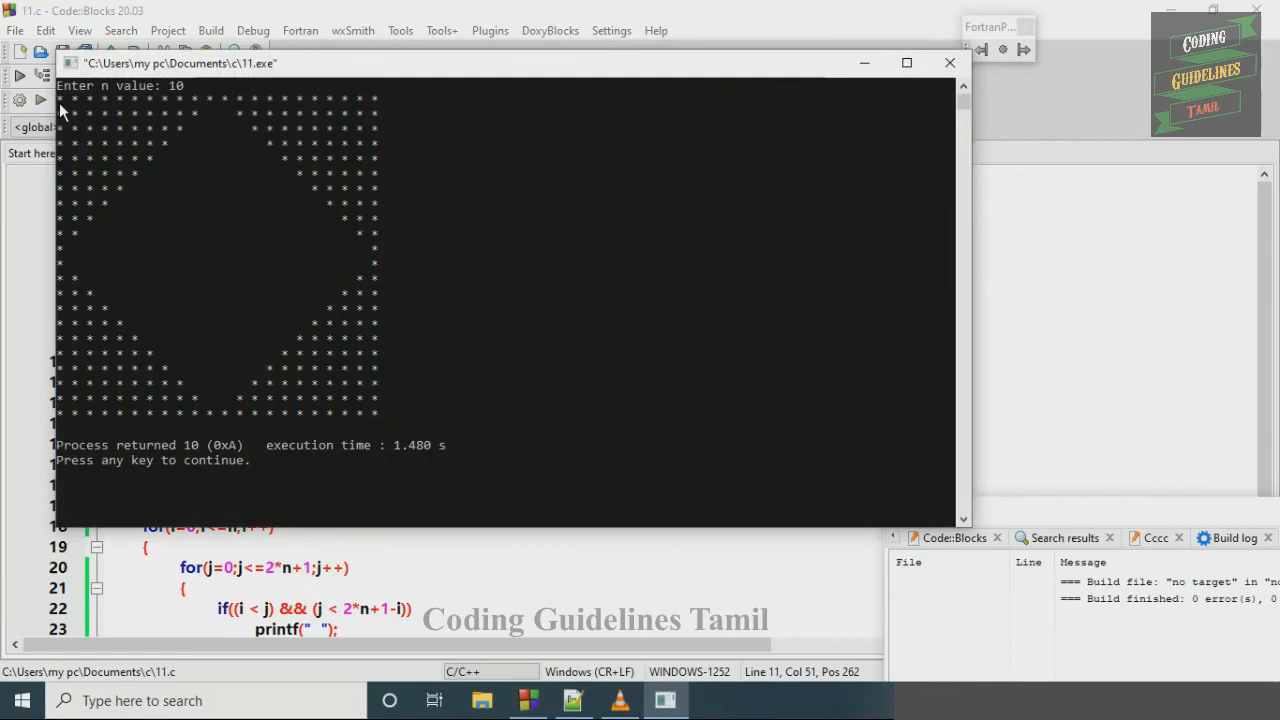 11.c - Code::Blocks 20.03
File Edit View Search Project Build Debug Fortran wxSmith Tools Tools+ Plugins DoxyBlocks Settings Help
FortranP...
CODING
GUIDELINES
TAMIL
"C:\Users\my pc\Documents\c\11.exe"
Enter n value: 10
* * * * * * * * * * * * * * * * * * * * * *
* * * * * * * * * *     * * * * * * * * * *
* * * * * * * * *         * * * * * * * * *
* * * * * * * *             * * * * * * * *
* * * * * * *                 * * * * * * *
* * * * * *                     * * * * * *
* * * * *                         * * * * *
* * * *                             * * * *
* * *                                 * * *
* *                                     * *
*                                         *
*                                         *
* *                                     * *
* * *                                 * * *
* * * *                             * * * *
* * * * *                         * * * * *
* * * * * *                     * * * * * *
* * * * * * *                 * * * * * * *
* * * * * * * *             * * * * * * * *
* * * * * * * * *         * * * * * * * * *
* * * * * * * * * *     * * * * * * * * * *
* * * * * * * * * * * * * * * * * * * * * *
Process returned 10 (0xA)   execution time : 1.480 s
Press any key to continue.
<global>
Start here
18 for(i=0;i<=n;i++)
19 {
20 for(j=0;j<=2*n+1;j++)
21 {
22 if((i < j) && (j < 2*n+1-i))
23 printf("  ");
Coding Guidelines Tamil
Code::Blocks Search results Cccc Build log
File Line Message
=== Build file: "no target" in "no
=== Build finished: 0 error(s), 0
C:\Users\my pc\Documents\c\11.c C/C++ Windows (CR+LF) WINDOWS-1252 Line 11, Col 51, Pos 262
Type here to search